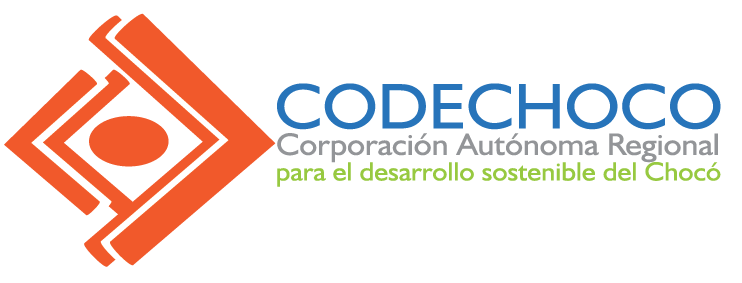 CODECHOCO
Corporación Autónoma Regional
para el desarrollo sostenible del Chocó